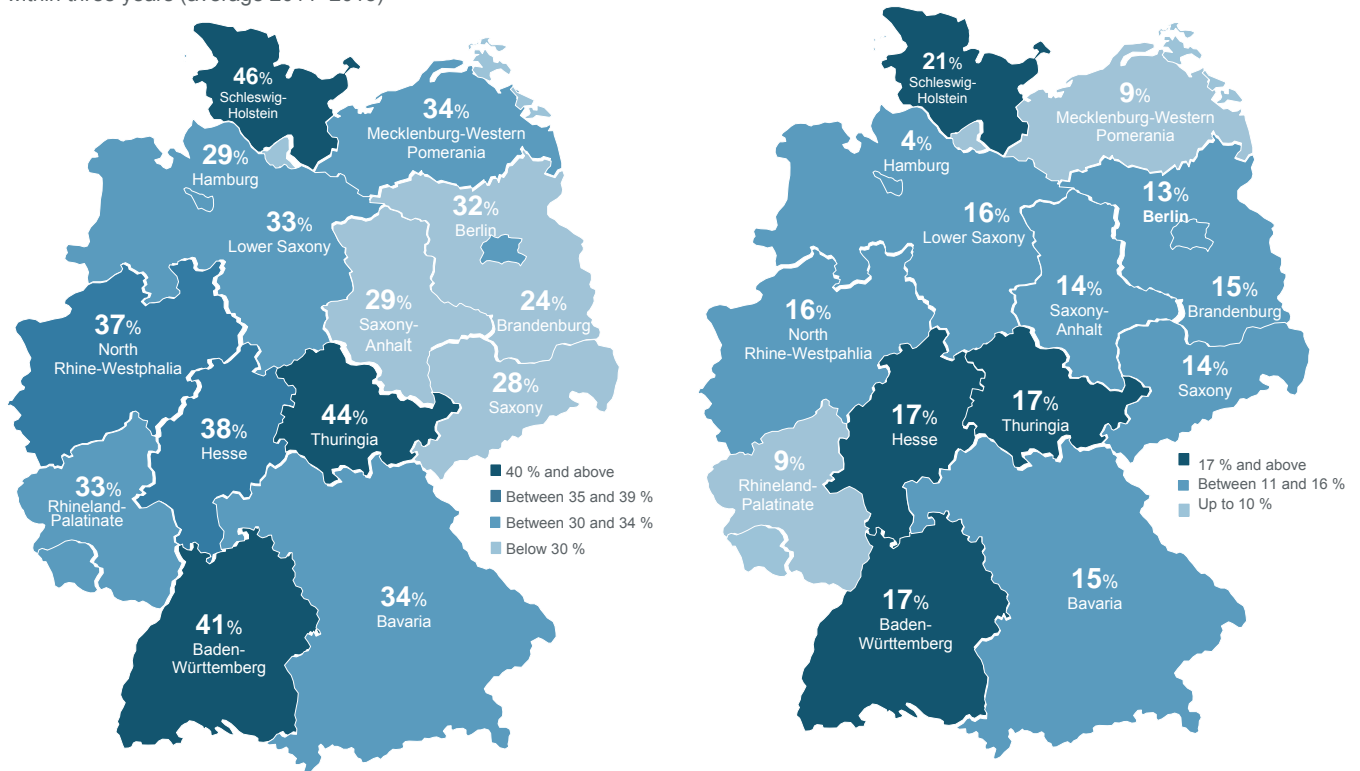 46%
Schleswig-
Holstein
34%
Mecklenburg-Western
Pomerania
29%
Hamburg
33%
Lower Saxony
32%
Berlin
29%
Saxony-
Anhalt
24%
Brandenburg
37%
North
Rhine-Westphalia
28%
Saxony
44%
Thuringia
38%
Hesse
33%
Rhineland-
Palatinate
41%
Baden-
Württemberg
34%
Bavaria
40 % and above
Between 35 and 39 %
Between 30 and 34 %
Below 30 %
21%
Schleswig-
Holstein
9%
Mecklenburg-Western
Pomerania
4%
Hamburg
16%
Lower Saxony
13%
Berlin
14%
Saxony-
Anhalt
15%
Brandenburg
16%
North
Rhine-Westpahlia
14%
Saxony
17%
Thuringia
17%
Hesse
9%
Rhineland-
Palatinate
17%
Baden-
Württemberg
15%
Bavaria
17 % and above
Between 11 and 16 %
Up to 10 %